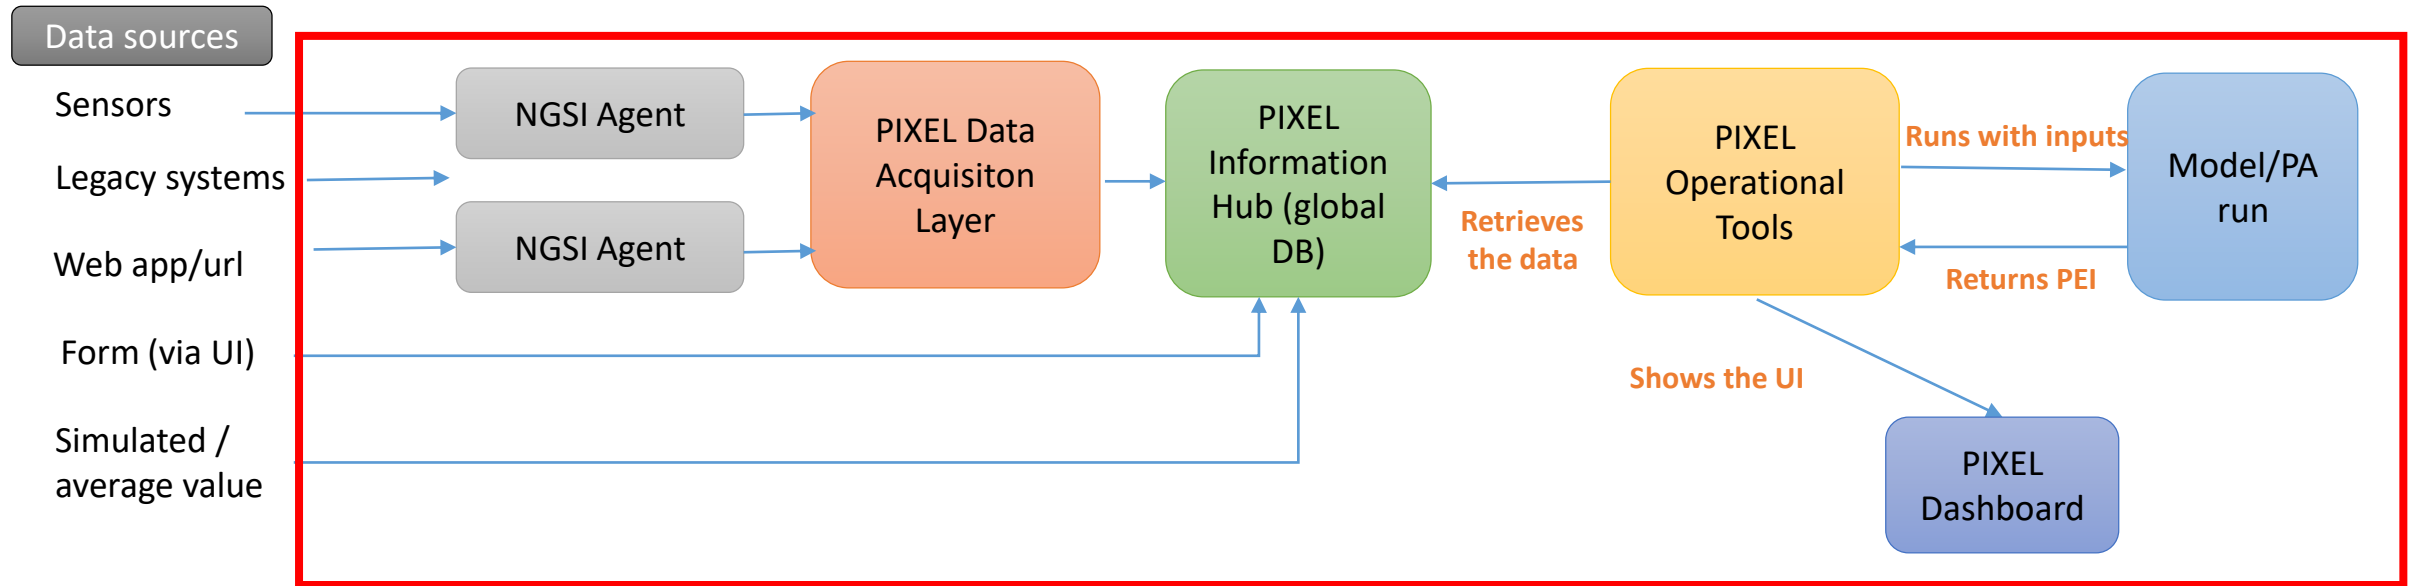 Data sources
Sensors
Legacy systems
Web app/url
Form (via UI)
Simulated /
average value
NGSI Agent
NGSI Agent
PIXEL Data
Acquisiton
Layer
PIXEL
Information
Hub (global
DB)
Retrieves
the data
PIXEL
Operational
Tools
Runs with inputs
Returns PEI
Model/PA
run
Shows the UI
PIXEL
Dashboard